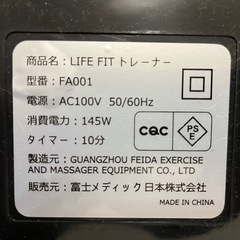 商品名：LIFE FIT トレーナー
型番：FA001
電源：AC100V 50/60Hz
消費電力：145W
タイマー：10分
CQC
PS
E
製造元：GUANGZHOU FEIDA EXERCISE
AND MASSAGER EQUIPMENT CO.,LTD
販売元：富士メディック日本株式会社
MADE IN CHINA